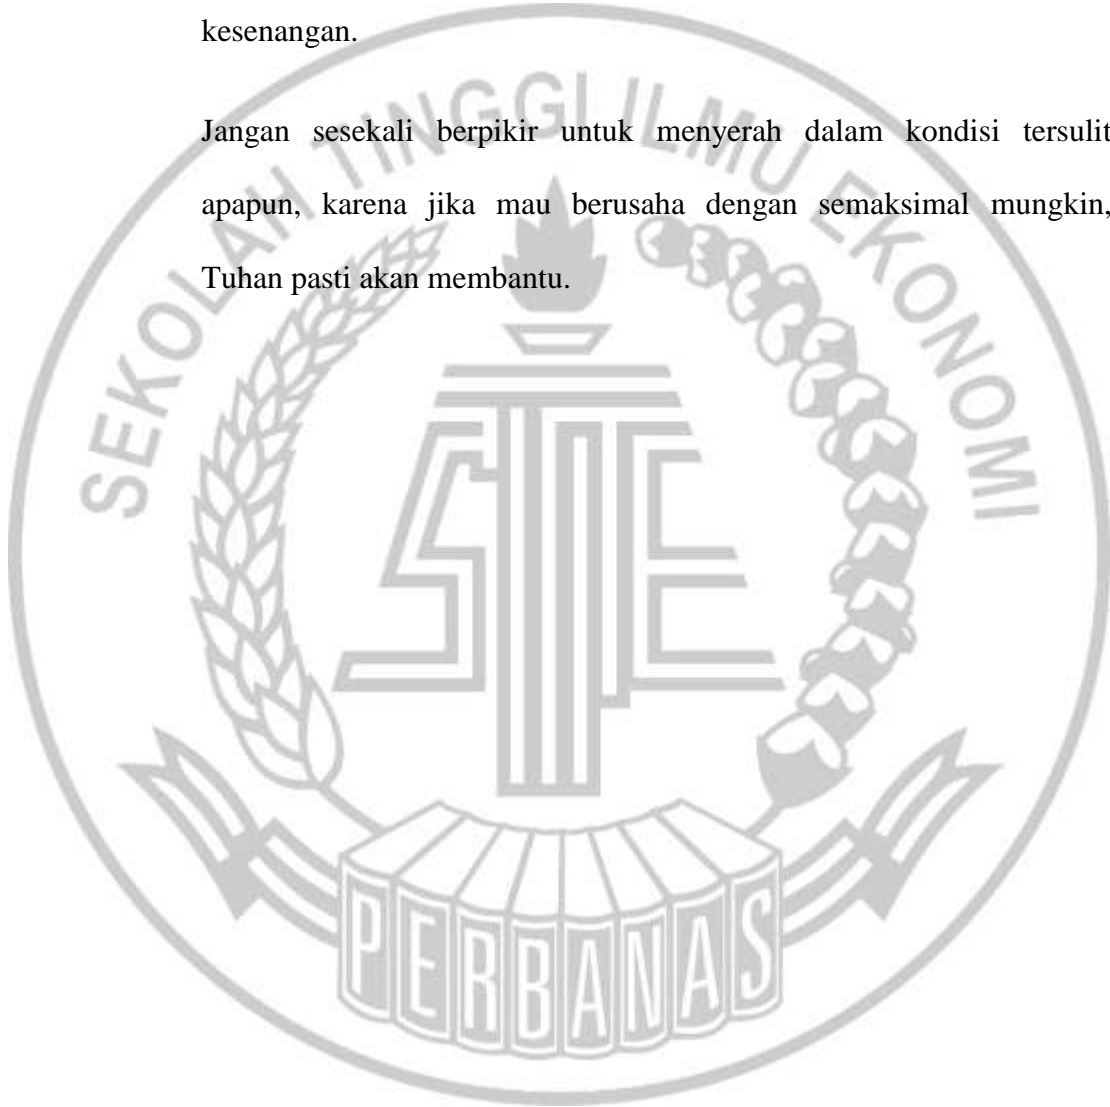 kesenangan.
Jangan sesekali berpikir untuk menyerah dalam kondisi tersulit
apapun, karena jika mau berusaha dengan semaksimal mungkin,
Tuhan pasti akan membantu.
SEKOLAH TINGGI ILMU EKONOMI
STIE
PERBANAS